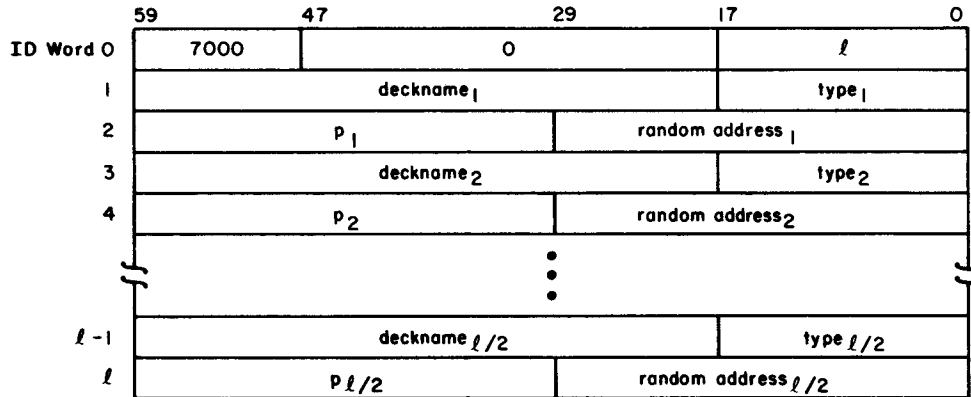 59 47 29 17 0
ID Word 0 7000 0 ℓ
1 deckname1 type1
2 p1 random address1
3 deckname2 type2
4 p2 random address2
ℓ-1 decknameℓ/2 typeℓ/2
ℓ pℓ/2 random addressℓ/2